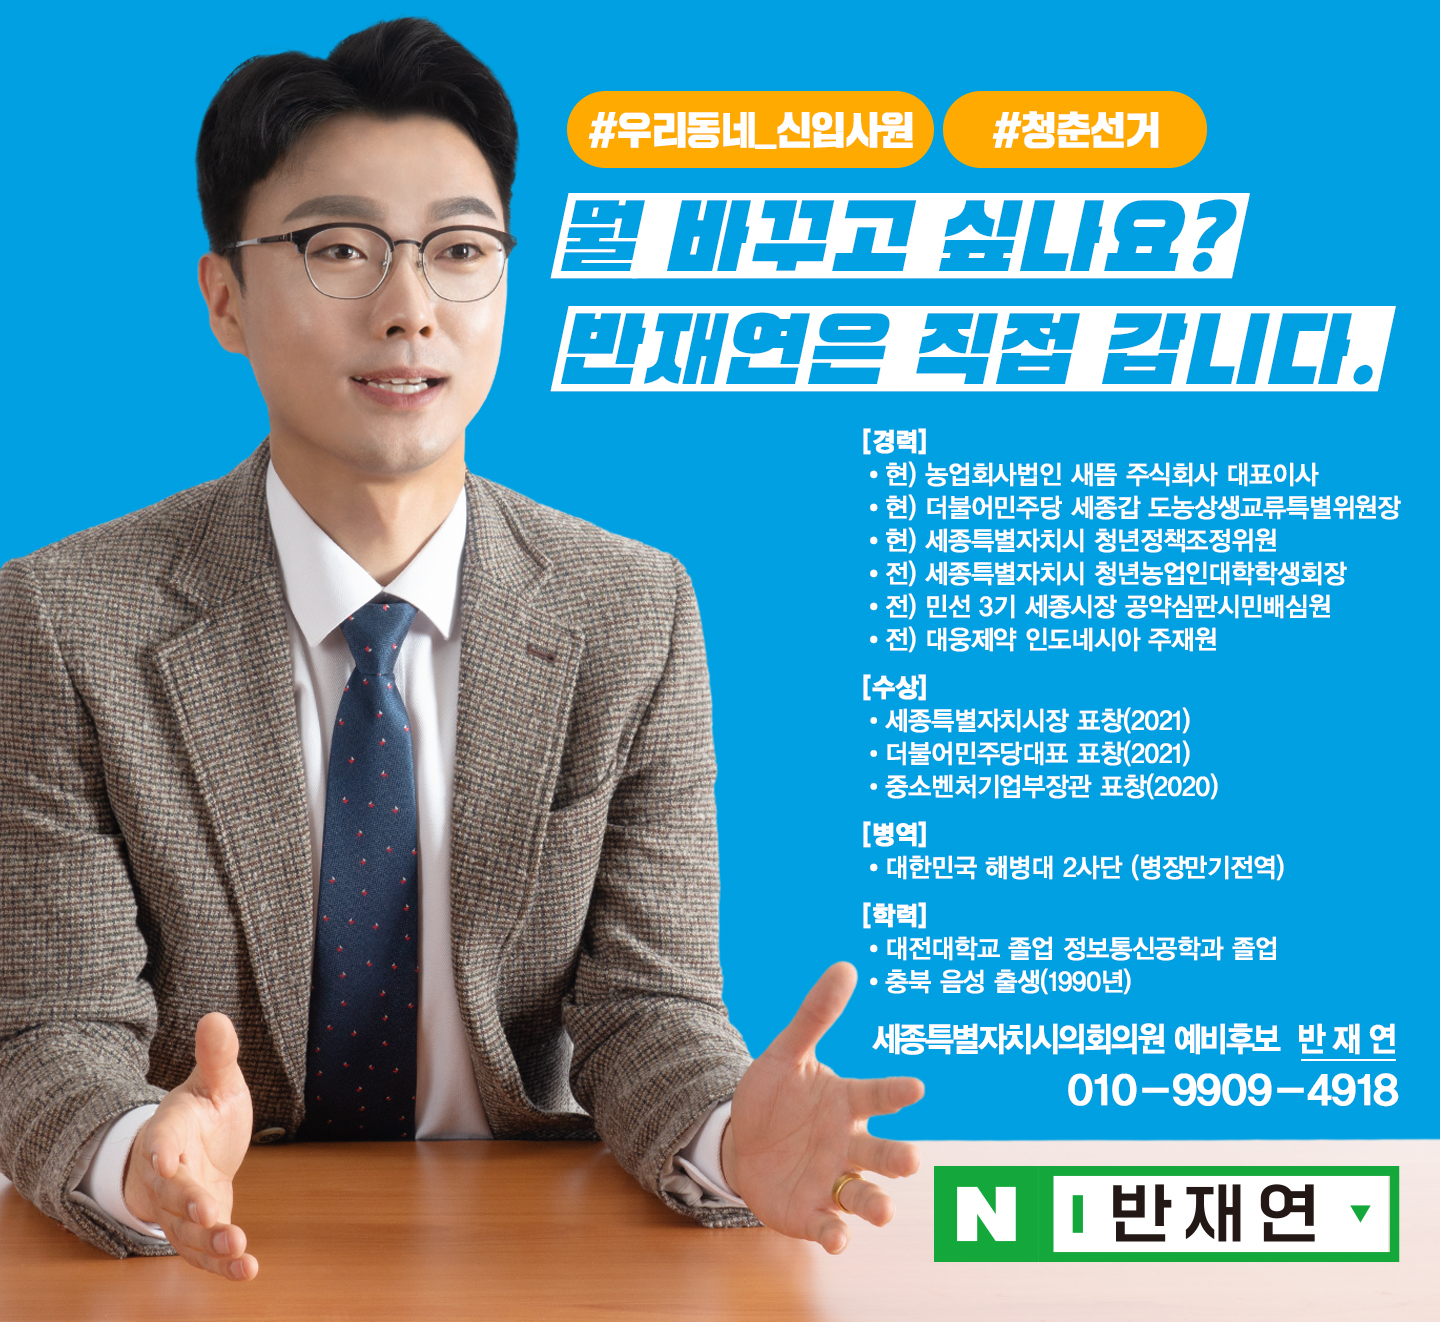 #우리동네_신입사원 #청춘선거
뭘 바꾸고 싶나요?
반재연은 직접 갑니다.
[경력]
• 현) 농업회사법인 새뜸 주식회사 대표이사
• 현) 더불어민주당 세종갑 도농상생교류특별위원장
• 현) 세종특별자치시 청년정책조정위원
• 전) 세종특별자치시 청년농업인대학학생회장
• 전) 민선 3기 세종시장 공약심판시민배심원
• 전) 대웅제약 인도네시아 주재원
[수상]
• 세종특별자치시장 표창(2021)
• 더불어민주당대표 표창(2021)
• 중소벤처기업부장관 표창(2020)
[병역]
• 대한민국 해병대 2사단 (병장만기전역)
[학력]
• 대전대학교 졸업 정보통신공학과 졸업
• 충북 음성 출생(1990년)
세종특별자치시의회의원 예비후보 반 재 연
010-9909-4918
N 반재연